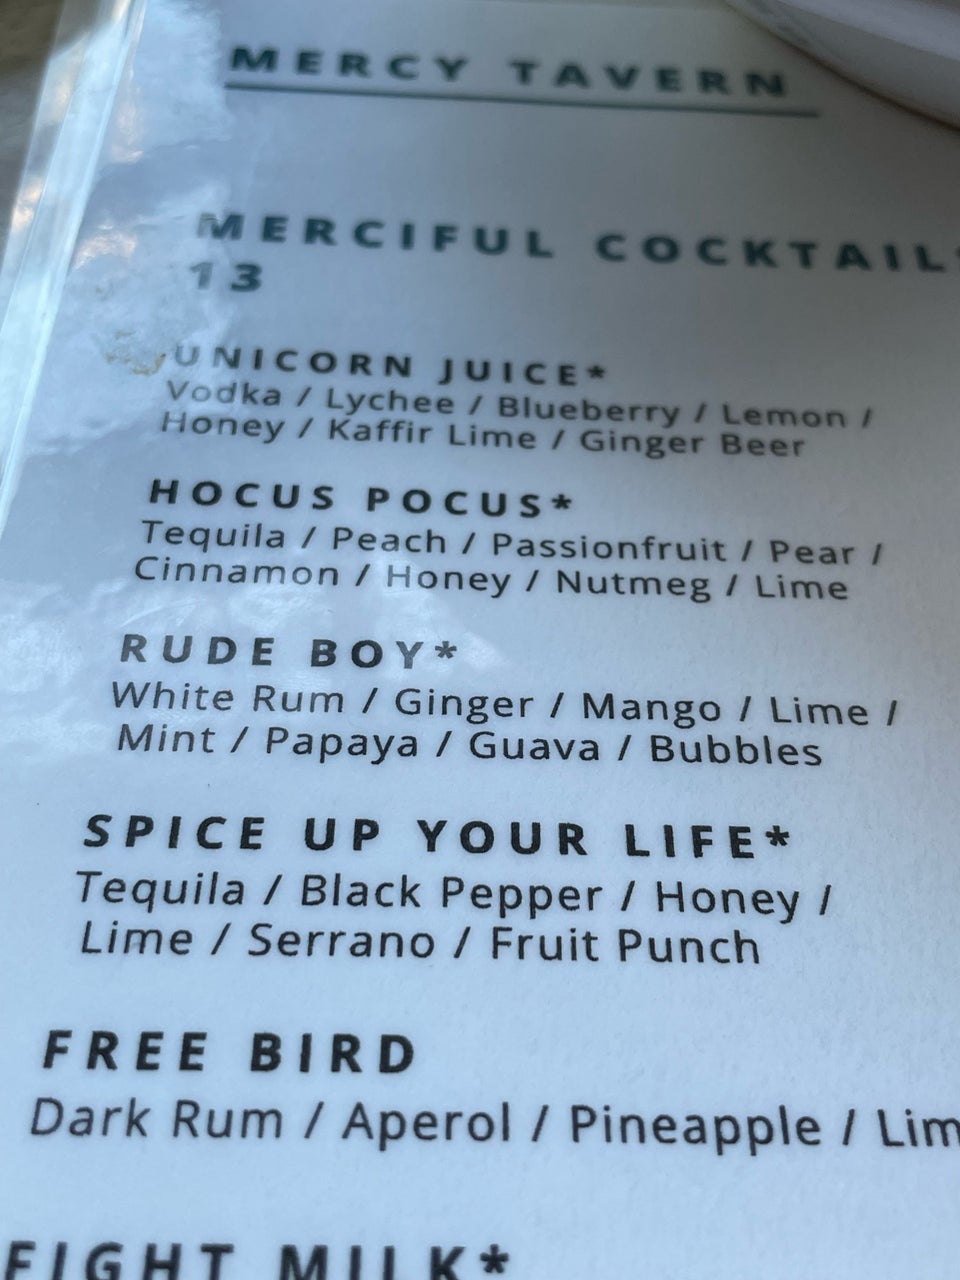 MERCY TAVERN
MERCIFUL COCKTAILS
13
UNICORN JUICE*
Vodka / Lychee / Blueberry / Lemon /
Honey / Kaffir Lime / Ginger Beer
HOCUS POCUS*
Tequila / Peach / Passionfruit / Pear /
Cinnamon / Honey / Nutmeg / Lime
RUDE BOY*
White Rum / Ginger / Mango / Lime /
Mint / Papaya / Guava / Bubbles
SPICE UP YOUR LIFE*
Tequila / Black Pepper / Honey /
Lime / Serrano / Fruit Punch
FREE BIRD
Dark Rum / Aperol / Pineapple / Lim
FIGHT MILK*